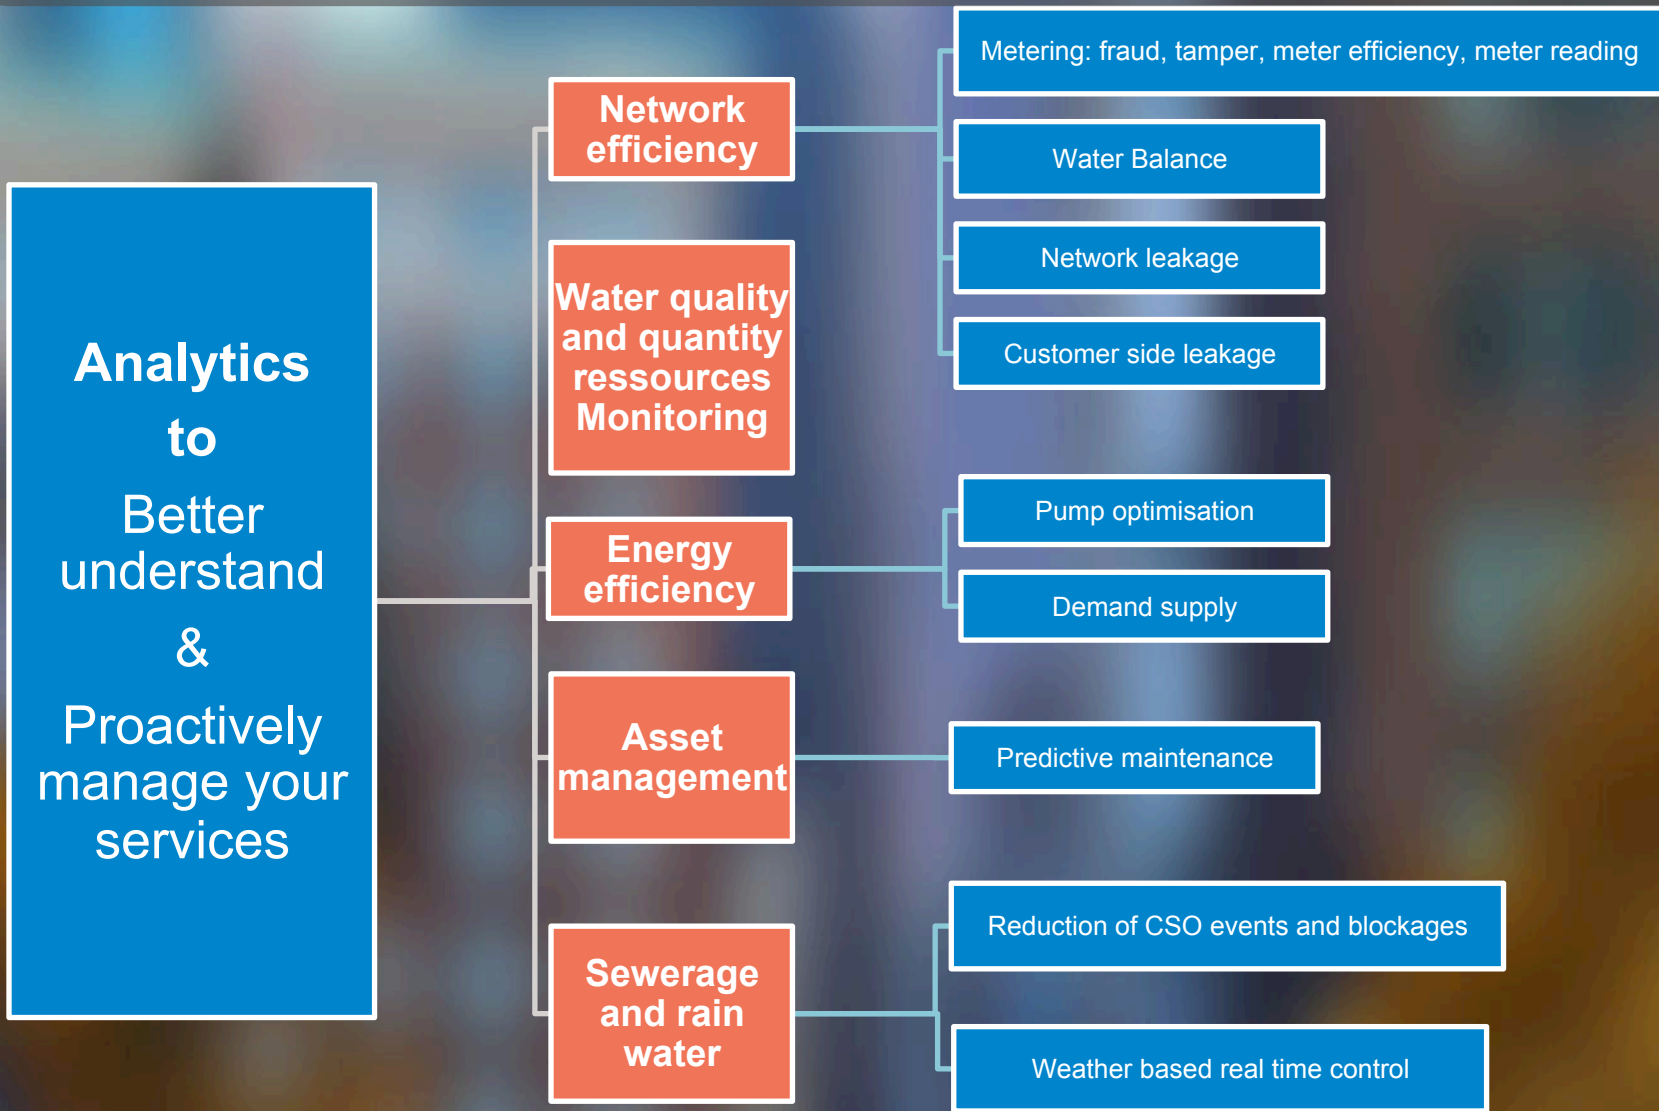 Analytics
to
Better
understand
&
Proactively
manage your
services
Network
efficiency
Metering: fraud, tamper, meter efficiency, meter reading
Water Balance
Network leakage
Customer side leakage
Water quality
and quantity
ressources
Monitoring
Energy
efficiency
Pump optimisation
Demand supply
Asset
management
Predictive maintenance
Sewerage
and rain
water
Reduction of CSO events and blockages
Weather based real time control